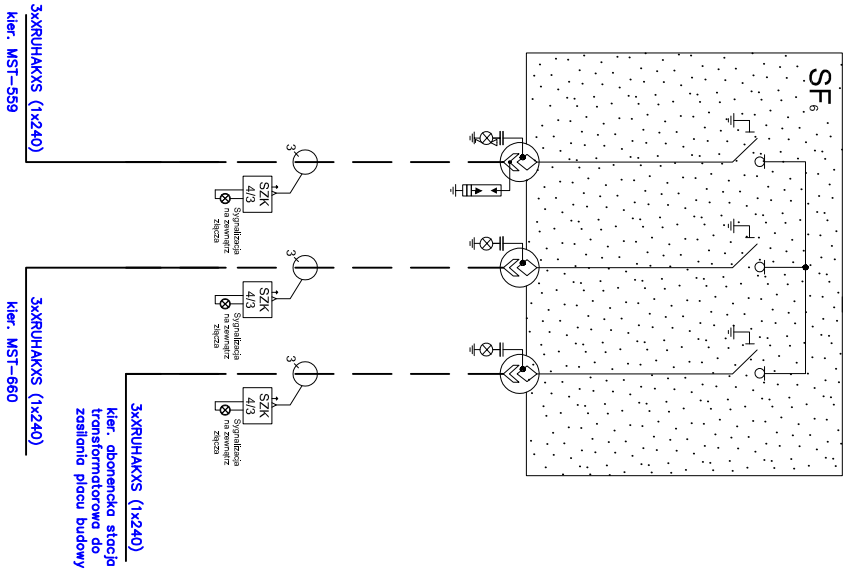 SF6
3
SZK
4/3
Sygnalizacja
na zewnątrz
złącza
3
SZK
4/3
Sygnalizacja
na zewnątrz
złącza
3
SZK
4/3
Sygnalizacja
na zewnątrz
złącza
3xXRUHAKXS (1x240)
kier. MST-559
3xXRUHAKXS (1x240)
kier. MST-660
3xXRUHAKXS (1x240)
kier. abonencka stacja
transformatorowa do
zasilania placu budowy